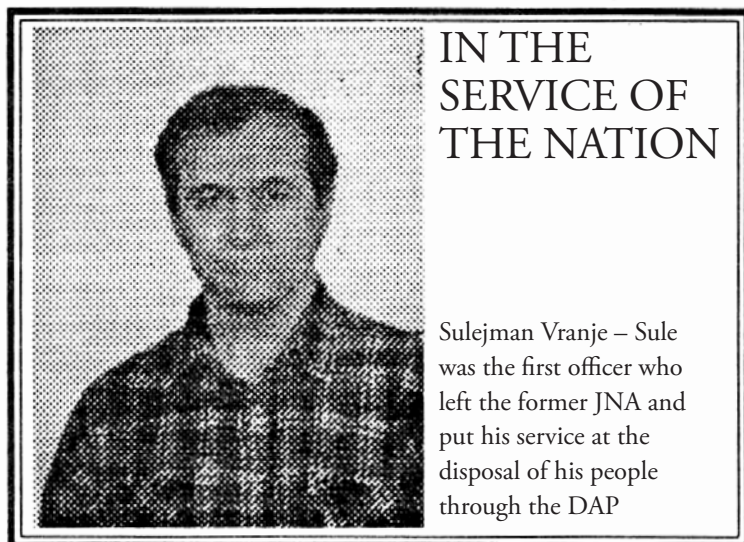 IN THE
SERVICE OF
THE NATION
Sulejman Vranje – Sule
was the first officer who
left the former JNA and
put his service at the
disposal of his people
through the DAP